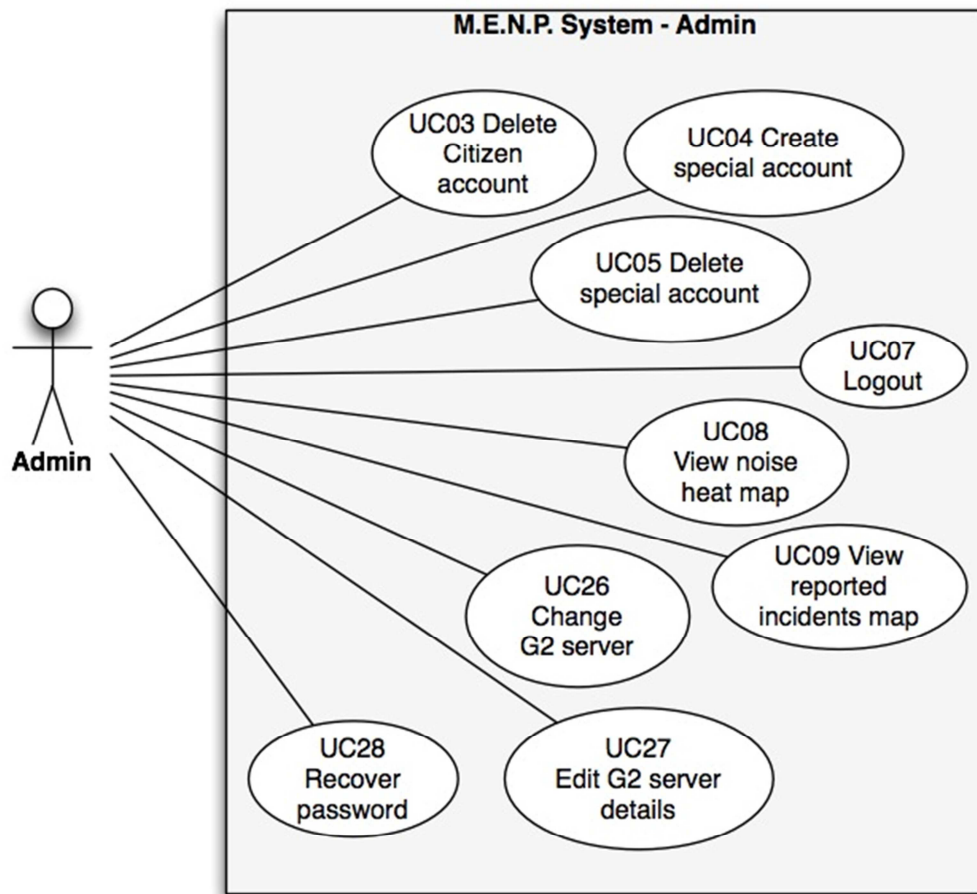 M.E.N.P. System - Admin
UC03 Delete
Citizen
account
UC04 Create
special account
UC05 Delete
special account
UC07
Logout
UC08
View noise
heat map
Admin
UC09 View
reported
incidents map
UC26
Change
G2 server
UC28
Recover
password
UC27
Edit G2 server
details